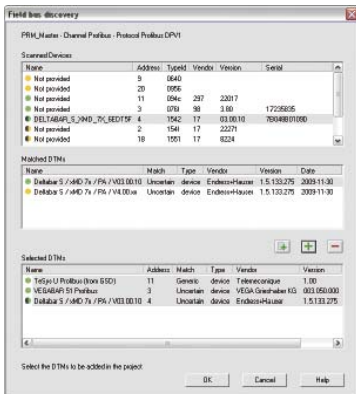 Field bus discovery
PRM_Master - Channel Profibus - Protocol Profibus DPV1
Scanned Devices
Name Address TypeId Vendor Version Serial
Not provided 9 0640
Not provided 20 0956
Not provided 11 094c 297 22017
Not provided 3 076I 98 3.80 17235835
DELTABAR_S_XMD_7X_ 4 1542 17 03.00.10
Not provided 2 1541 17 22271
Not provided 18 1551 17 8224
Matched DTMs
Name Match Type Vendor Version Date
Deltabar S / xMD 7x / PA / V03.00.10 Uncertain device Endress+Hauser 1.5.133.275 2009-11-30
Deltabar S / xMD 7x / PA / V4.00.xx Uncertain device Endress+Hauser 1.5.133.275 2009-11-30
Selected DTMs
Name Address Match Type Vendor Version
TeSys U Profibus (from GSD) 11 Generic device Telemecanique 1.00
VEGABAR 51 Profibus 3 Uncertain device VEGA Grieshaber KG 003.050.000
Deltabar S / xMD 7x / PA / V03.00.10 4 Uncertain device Endress+Hauser 1.5.133.275
Select the DTMs to be added in the project
OK Cancel Help